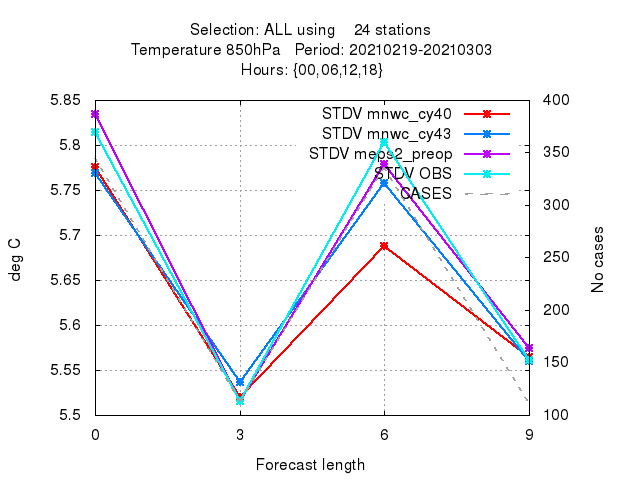 Selection: ALL using    24 stations
Temperature 850hPa   Period: 20210219-20210303
Hours: {00,06,12,18}
5.85
5.8
5.75
5.7
5.65
5.6
5.55
5.5
400
350
300
250
200
150
100
0
3
6
9
deg C
No cases
Forecast length
STDV mnwc_cy40
STDV mnwc_cy43
STDV meps2_preop
STDV OBS
CASES